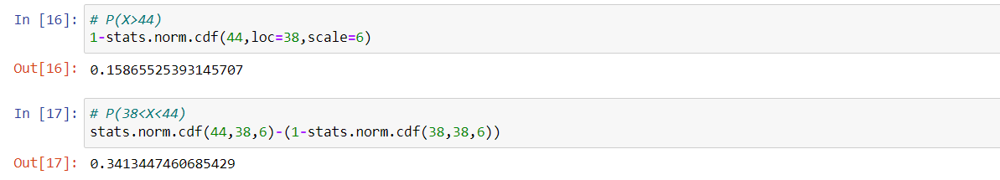 In [16]: # P(X>44)
1-stats.norm.cdf(44,loc=38,scale=6)
Out[16]: 0.15865525393145707
In [17]: # P(38<X<44)
stats.norm.cdf(44,38,6)-(1-stats.norm.cdf(38,38,6))
Out[17]: 0.3413447460685429